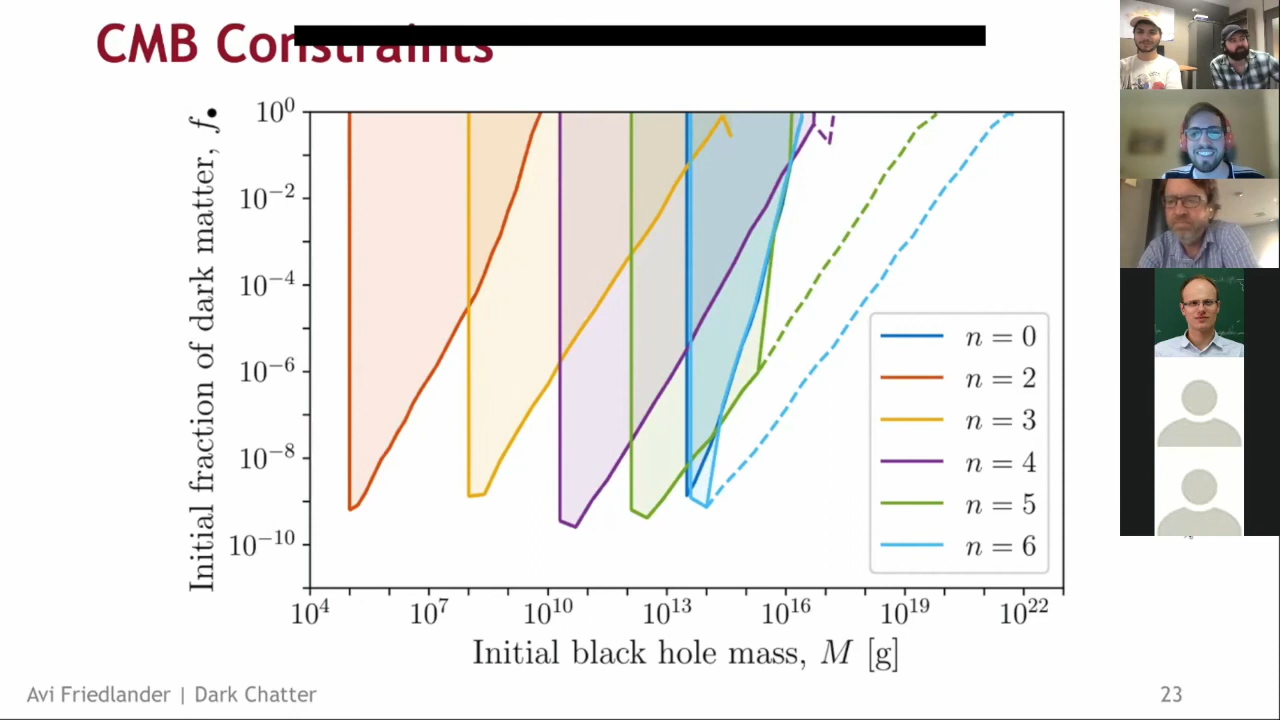 CMB Constraints
Initial fraction of dark matter, f•
10^0
10^−2
10^−4
10^−6
10^−8
10^−10
n = 0
n = 2
n = 3
n = 4
n = 5
n = 6
10^4 10^7 10^10 10^13 10^16 10^19 10^22
Initial black hole mass, M [g]
Avi Friedlander | Dark Chatter 23